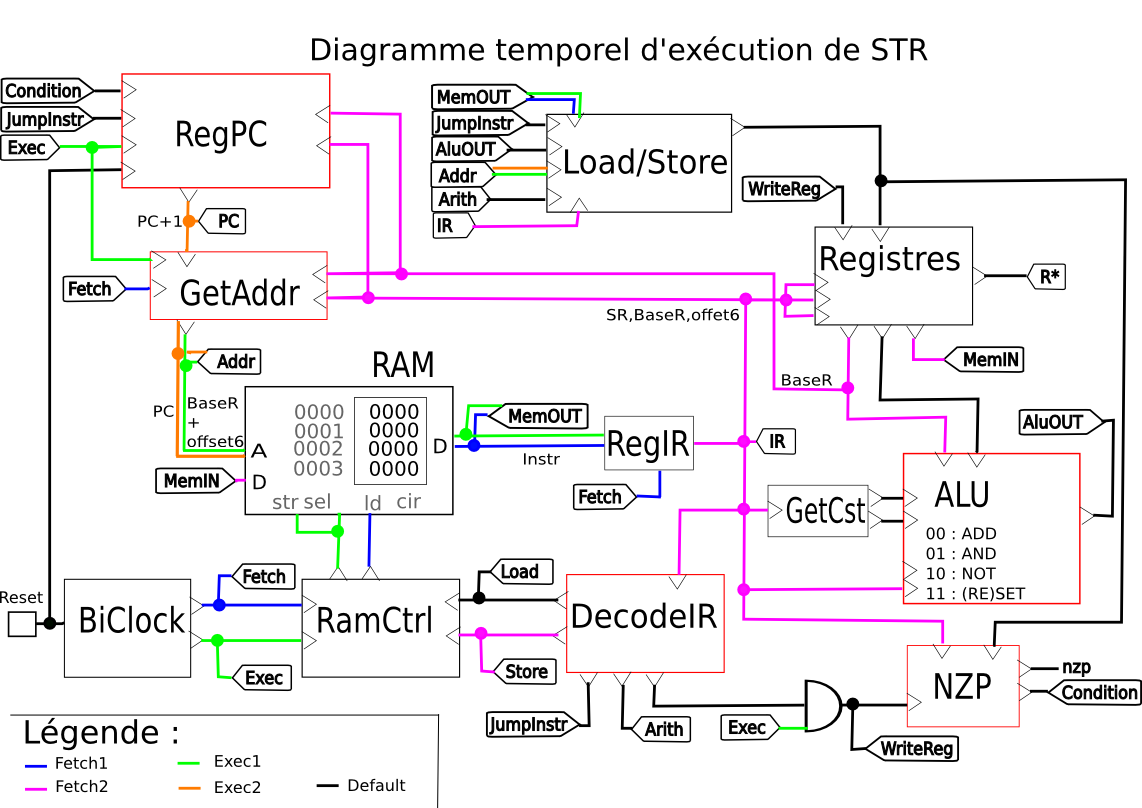 Diagramme temporel d'exécution de STR
Condition
JumpInstr
Exec
RegPC
MemOUT
JumpInstr
AluOUT
Addr
Arith
IR
Load/Store
WriteReg
PC+1
PC
Fetch
GetAddr
Registres
R*
SR,BaseR,offet6
MemIN
BaseR
Addr
RAM
PC
BaseR
+
offset6
0000 0000
0001 0000
0002 0000
0003 0000
A
D
D
str sel ld cir
MemIN
MemOUT
Instr
RegIR
Fetch
IR
AluOUT
GetCst
ALU
00 : ADD
01 : AND
10 : NOT
11 : (RE)SET
Reset
BiClock
Fetch
Exec
RamCtrl
Load
Store
DecodeIR
JumpInstr
Arith
Exec
WriteReg
NZP
nzp
Condition
Légende :
Fetch1
Fetch2
Exec1
Exec2
Default